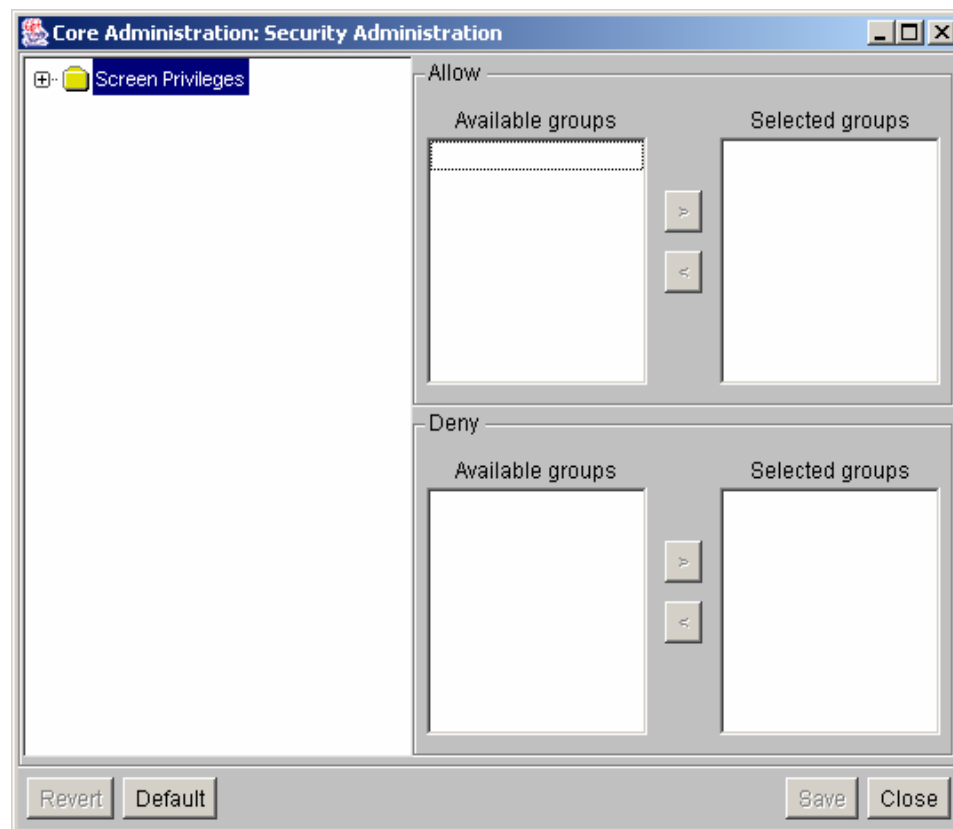 Core Administration: Security Administration
Screen Privileges
Allow
Available groups
Selected groups
>
<
Deny
Available groups
Selected groups
>
<
Revert
Default
Save
Close